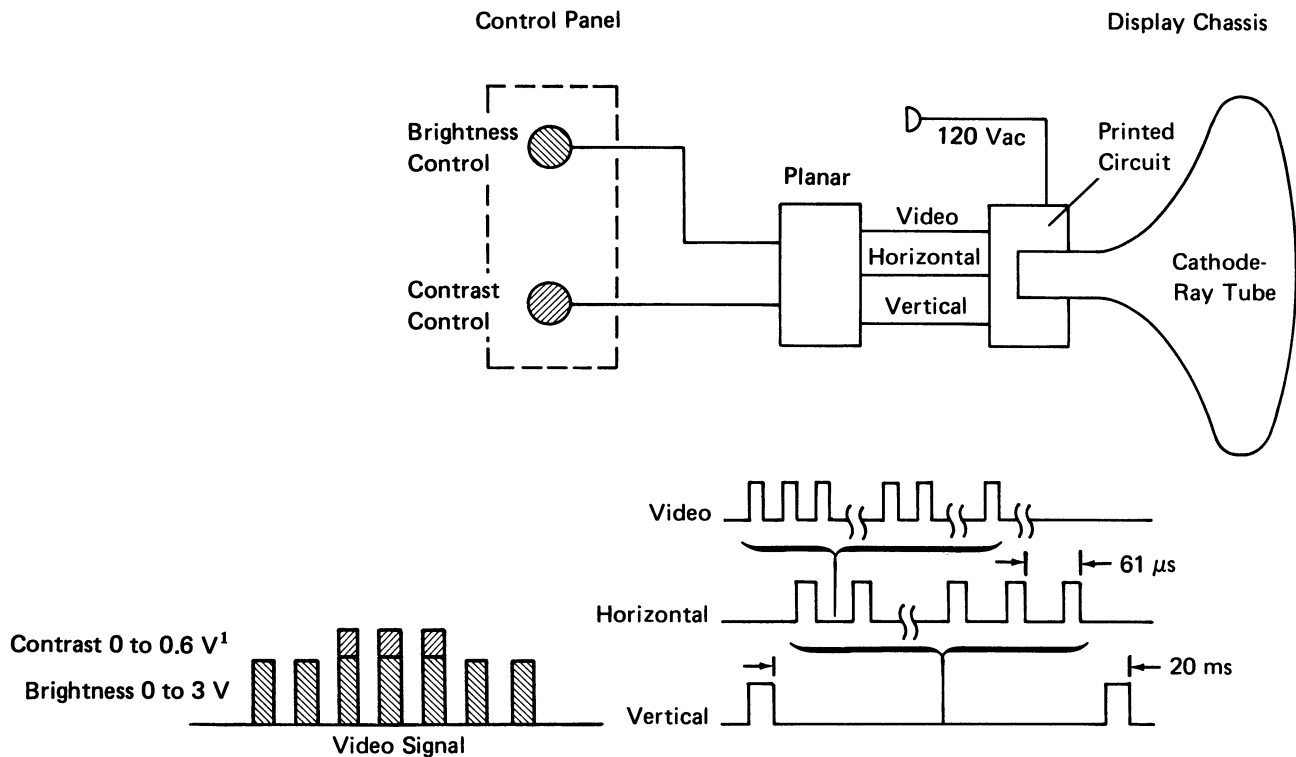 Control Panel
Display Chassis
Brightness
Control
120 Vac
Printed
Circuit
Planar
Video
Horizontal
Vertical
Cathode-
Ray Tube
Contrast
Control
Video
61 μs
Horizontal
Contrast 0 to 0.6 V¹
Brightness 0 to 3 V
20 ms
Vertical
Video Signal